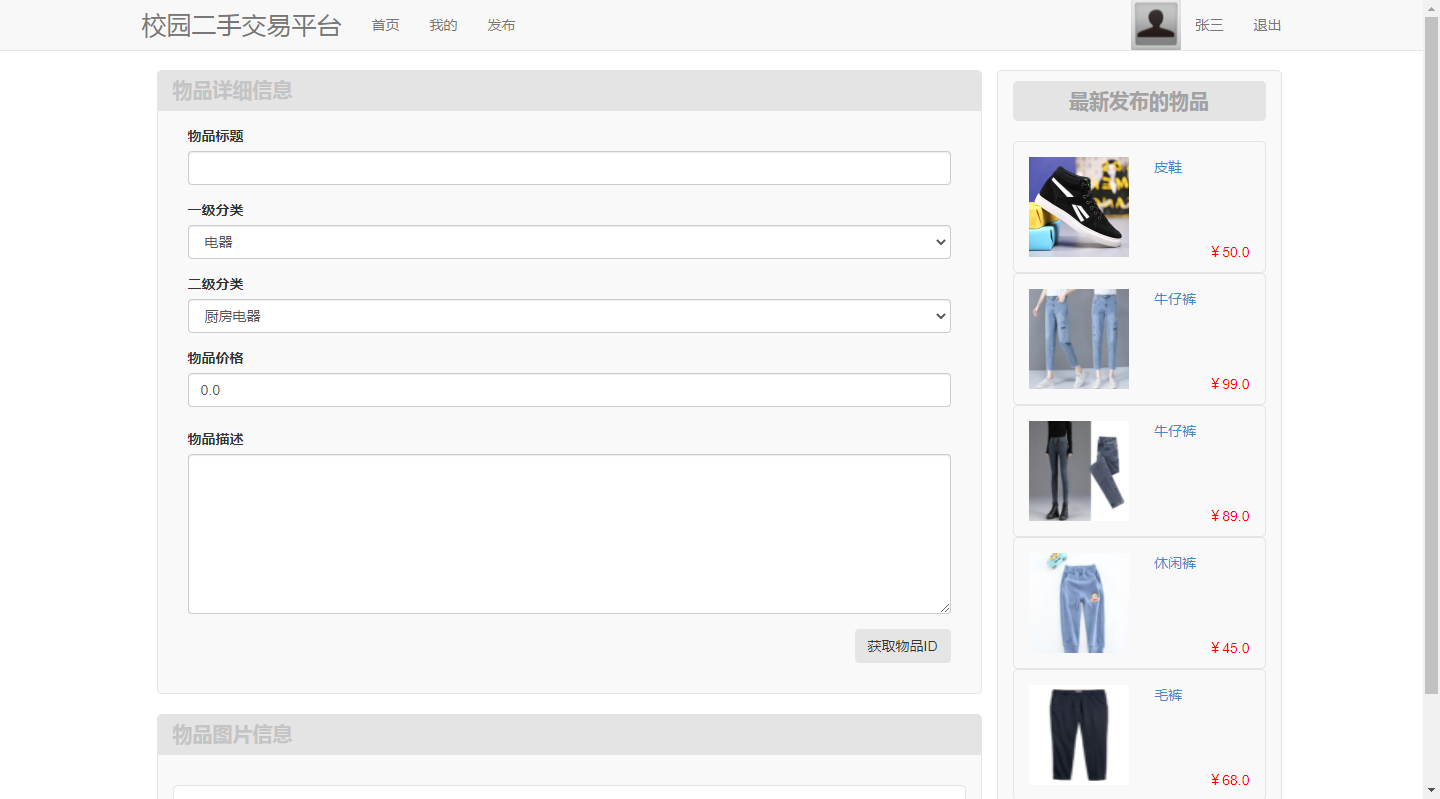 校园二手交易平台 首页 我的 发布 张三 退出
物品详细信息
物品标题
一级分类
电器
二级分类
厨房电器
物品价格
0.0
物品描述
获取物品ID
物品图片信息
最新发布的物品
皮鞋
￥50.0
牛仔裤
￥99.0
牛仔裤
￥89.0
休闲裤
￥45.0
毛裤
￥68.0